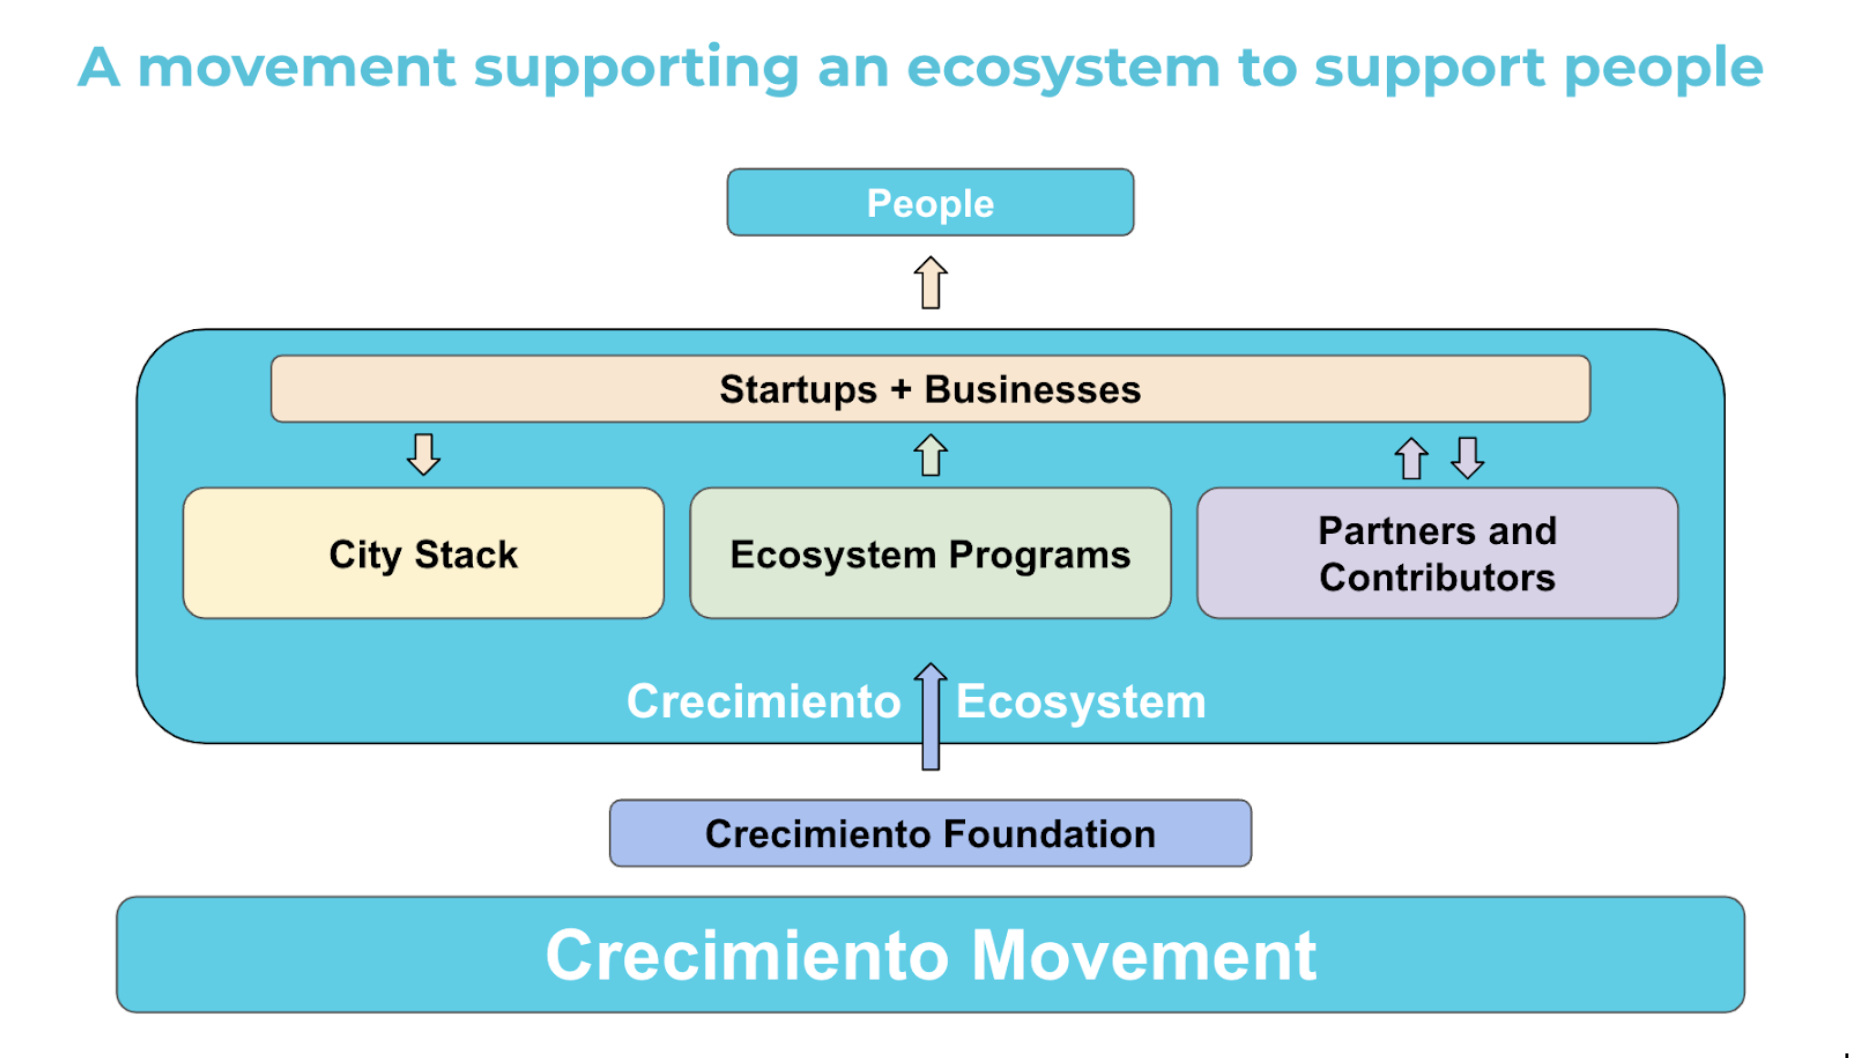 A movement supporting an ecosystem to support people
People
Startups + Businesses
City Stack
Ecosystem Programs
Partners and
Contributors
Crecimiento Ecosystem
Crecimiento Foundation
Crecimiento Movement